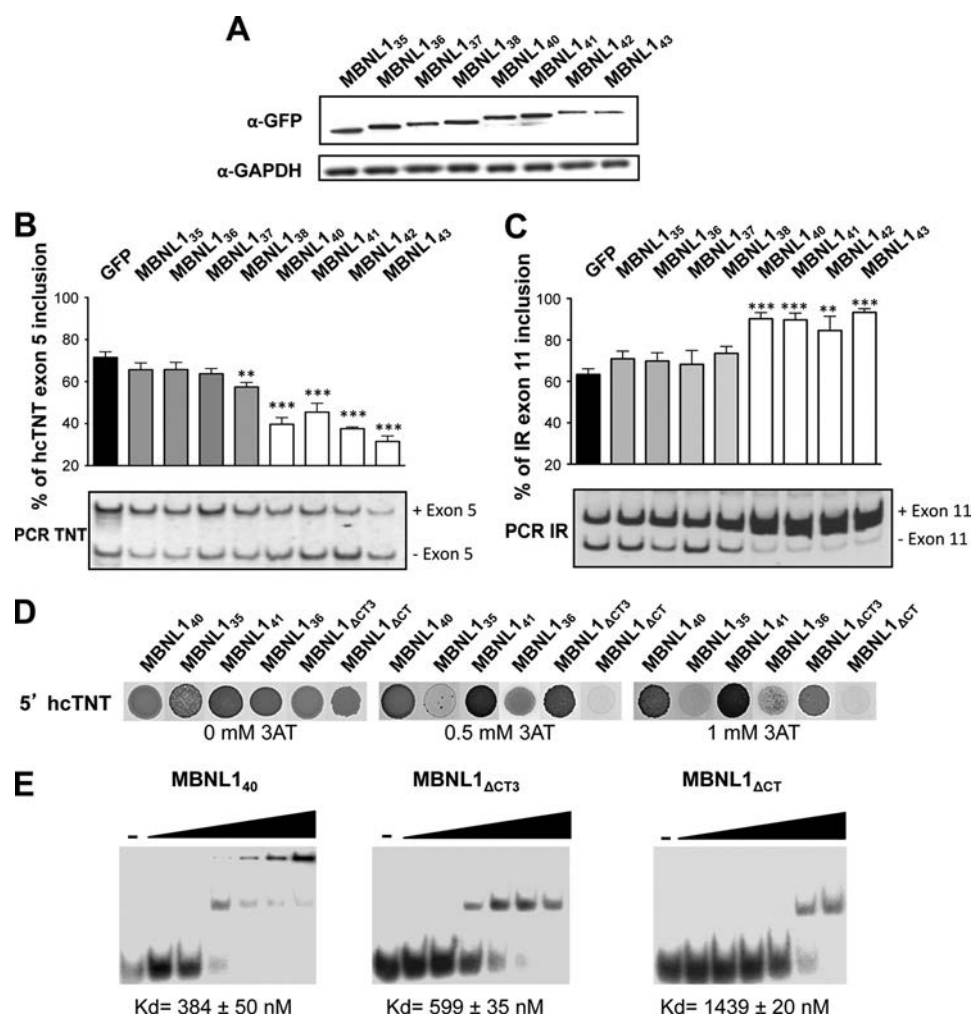 A
MBNL1₃₅ MBNL1₃₆ MBNL1₃₇ MBNL1₃₈ MBNL1₄₀ MBNL1₄₁ MBNL1₄₂ MBNL1₄₃
α-GFP
α-GAPDH
B
GFP MBNL1₃₅ MBNL1₃₆ MBNL1₃₇ MBNL1₃₈ MBNL1₄₀ MBNL1₄₁ MBNL1₄₂ MBNL1₄₃
% of hcTNT exon 5 inclusion
100
80
60
40
20
** *** *** *** ***
PCR TNT
+ Exon 5
- Exon 5
C
GFP MBNL1₃₅ MBNL1₃₆ MBNL1₃₇ MBNL1₃₈ MBNL1₄₀ MBNL1₄₁ MBNL1₄₂ MBNL1₄₃
% of IR exon 11 inclusion
100
80
60
40
20
*** *** ** ***
PCR IR
+ Exon 11
- Exon 11
D
MBNL1₄₀ MBNL1₃₅ MBNL1₄₁ MBNL1₃₆ MBNL1ΔCT3 MBNL1ΔCT MBNL1₄₀ MBNL1₃₅ MBNL1₄₁ MBNL1₃₆ MBNL1ΔCT3 MBNL1ΔCT MBNL1₄₀ MBNL1₃₅ MBNL1₄₁ MBNL1₃₆ MBNL1ΔCT3 MBNL1ΔCT
5' hcTNT
0 mM 3AT 0.5 mM 3AT 1 mM 3AT
E
MBNL1₄₀ MBNL1ΔCT3 MBNL1ΔCT
- - -
Kd= 384 ± 50 nM Kd= 599 ± 35 nM Kd= 1439 ± 20 nM